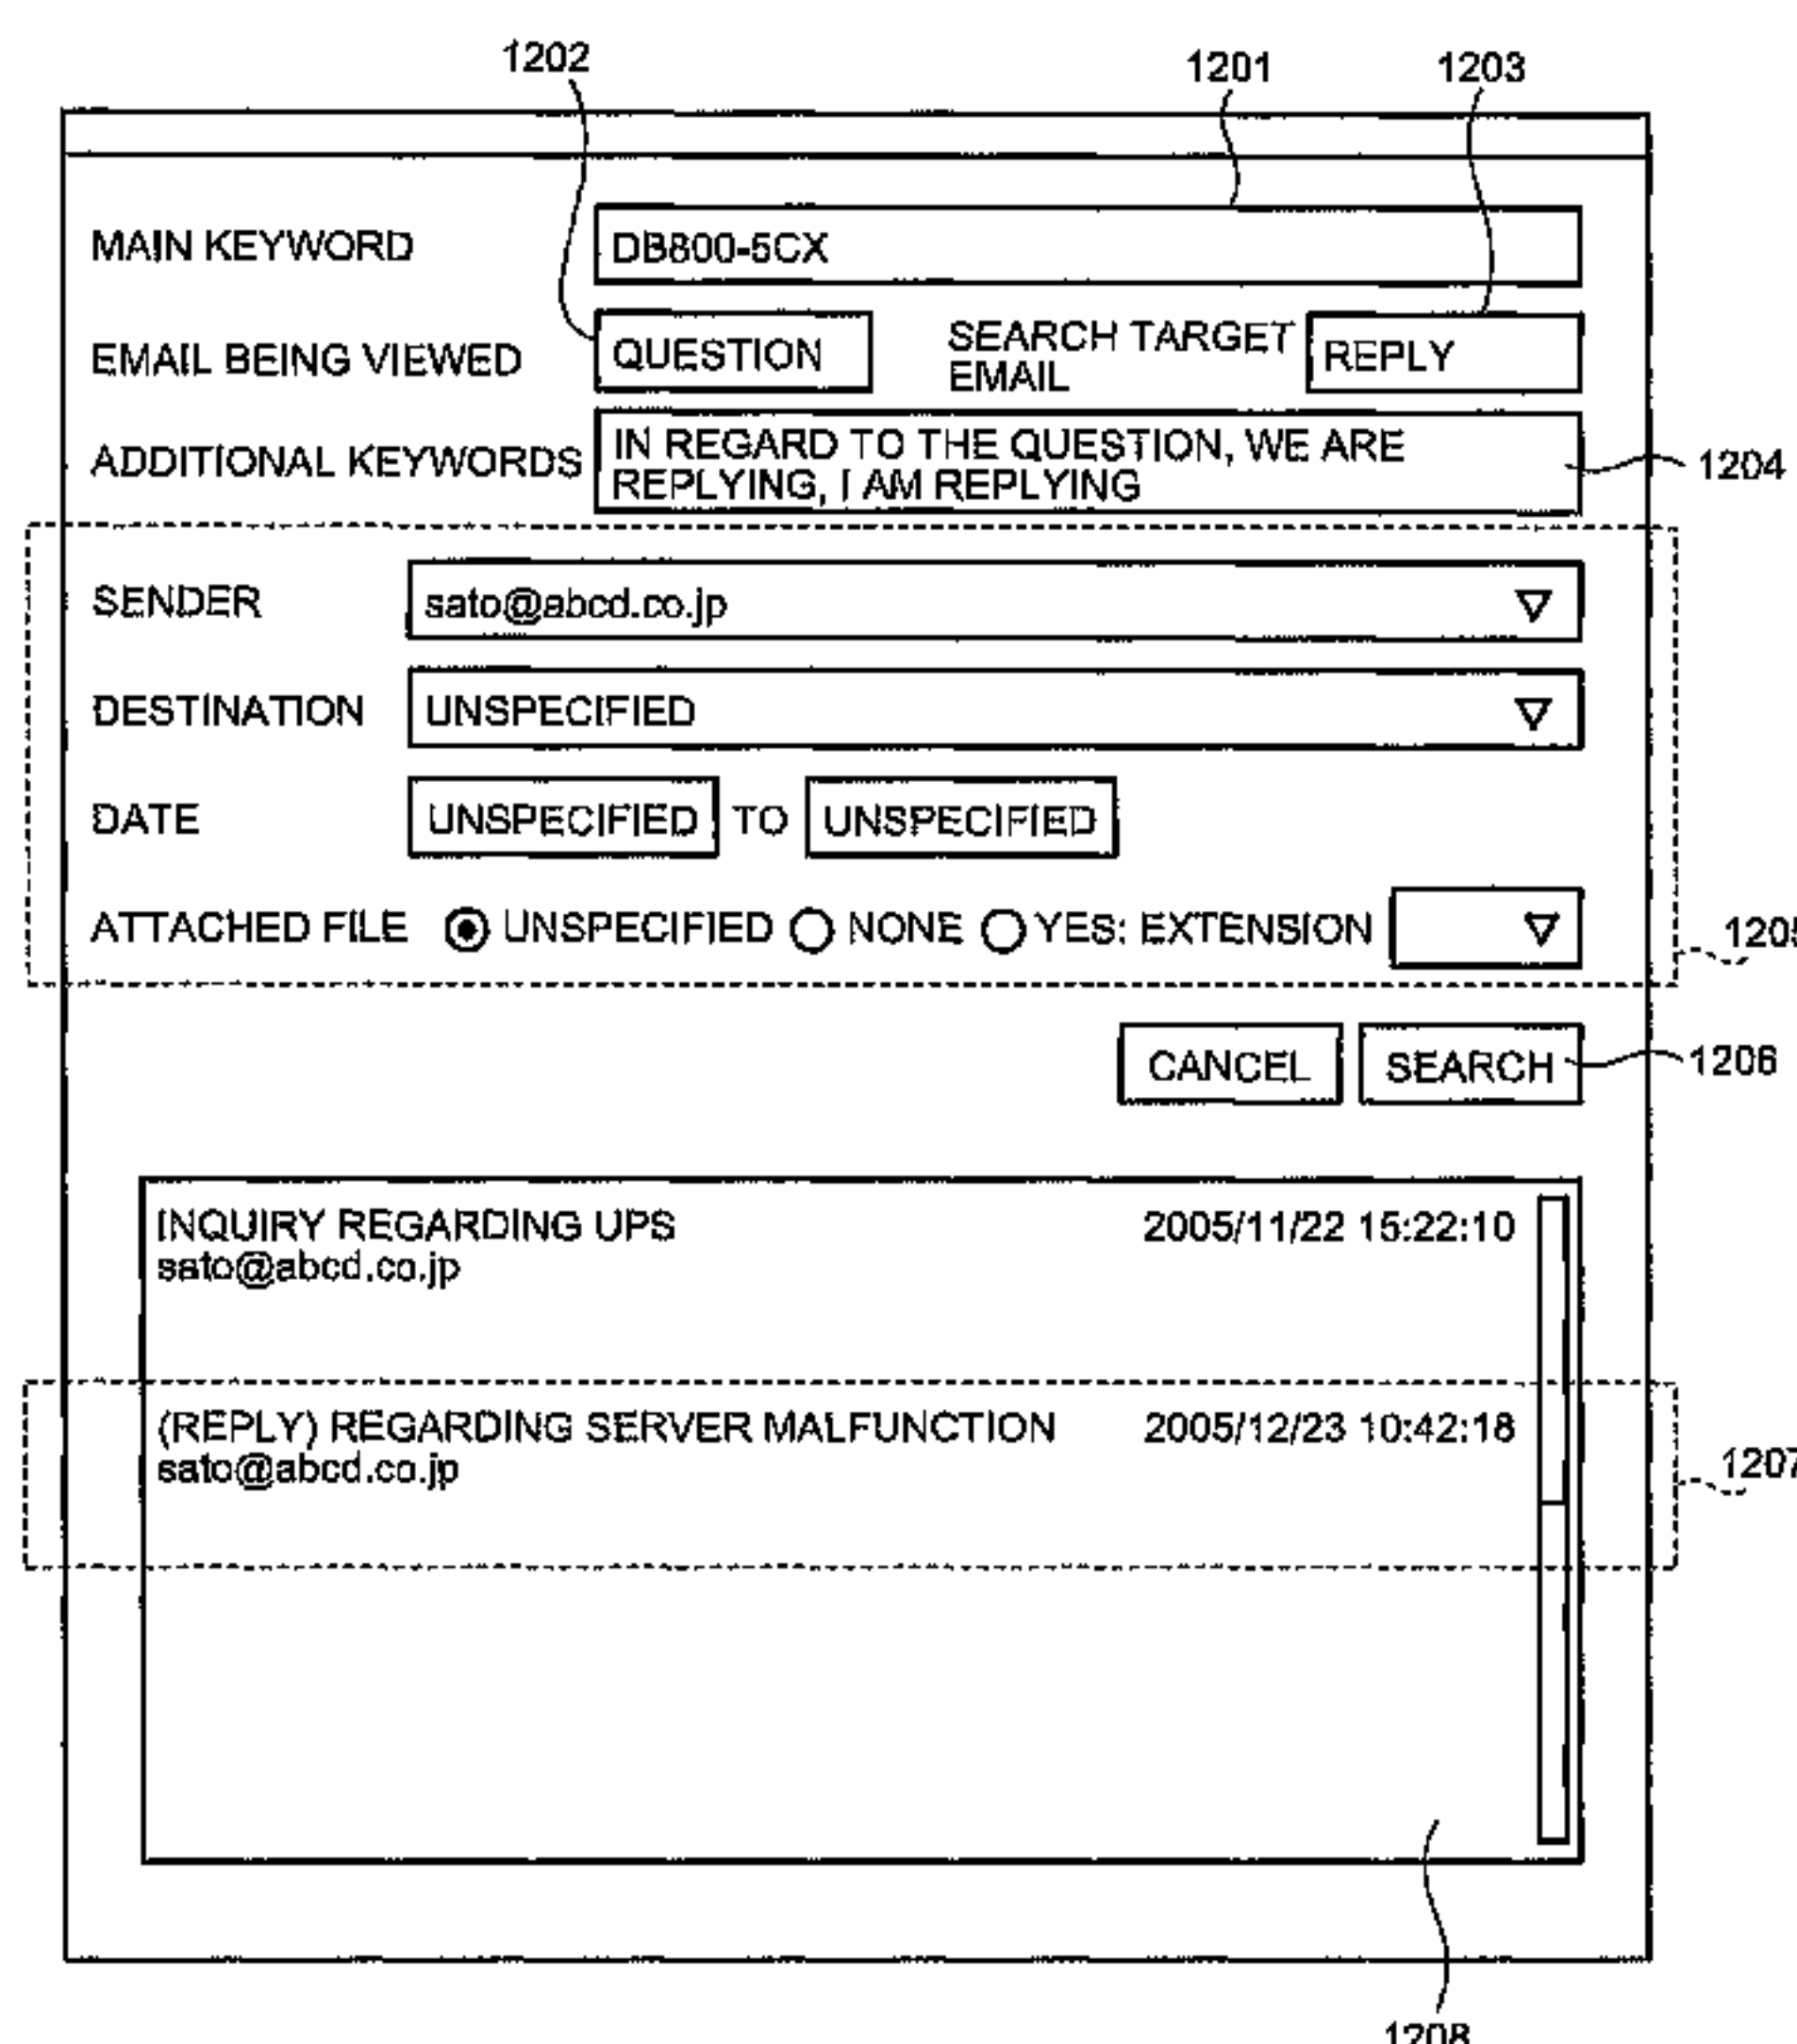 1202 1201 1203
MAIN KEYWORD DB800-5CX
EMAIL BEING VIEWED QUESTION SEARCH TARGET EMAIL REPLY
ADDITIONAL KEYWORDS IN REGARD TO THE QUESTION, WE ARE
REPLYING, I AM REPLYING 1204
SENDER sato@abcd.co.jp
DESTINATION UNSPECIFIED
DATE UNSPECIFIED TO UNSPECIFIED
ATTACHED FILE UNSPECIFIED NONE YES: EXTENSION
1205
CANCEL SEARCH 1206
INQUIRY REGARDING UPS 2005/11/22 15:22:10
sato@abcd.co.jp
(REPLY) REGARDING SERVER MALFUNCTION 2005/12/23 10:42:18
sato@abcd.co.jp 1207
1208